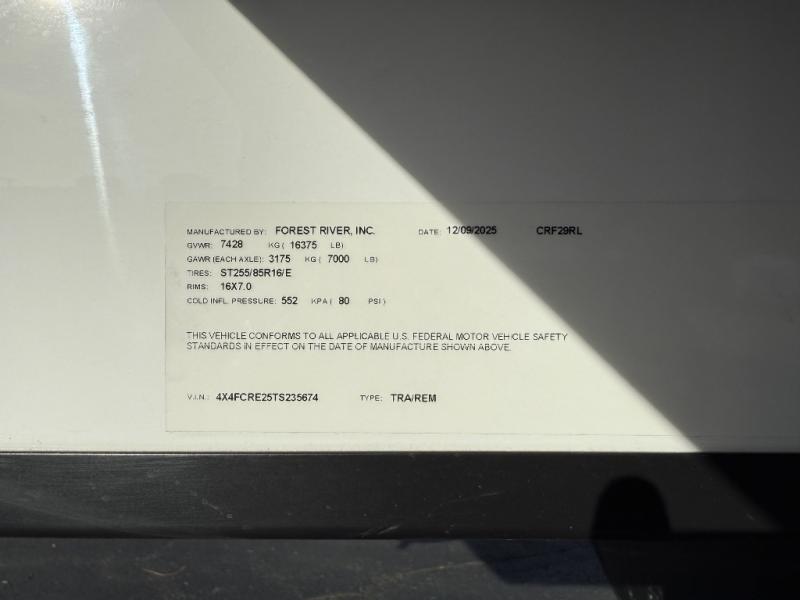 MANUFACTURED BY: FOREST RIVER, INC. DATE: 12/09/2025 CRF29RL
GVWR: 7428 KG ( 16375 LB)
GAWR (EACH AXLE): 3175 KG ( 7000 LB)
TIRES: ST255/85R16/E
RIMS: 16X7.0
COLD INFL. PRESSURE: 552 KPA ( 80 PSI )
THIS VEHICLE CONFORMS TO ALL APPLICABLE U.S. FEDERAL MOTOR VEHICLE SAFETY
STANDARDS IN EFFECT ON THE DATE OF MANUFACTURE SHOWN ABOVE.
V.I.N.: 4X4FCRE25TS235674 TYPE: TRA/REM